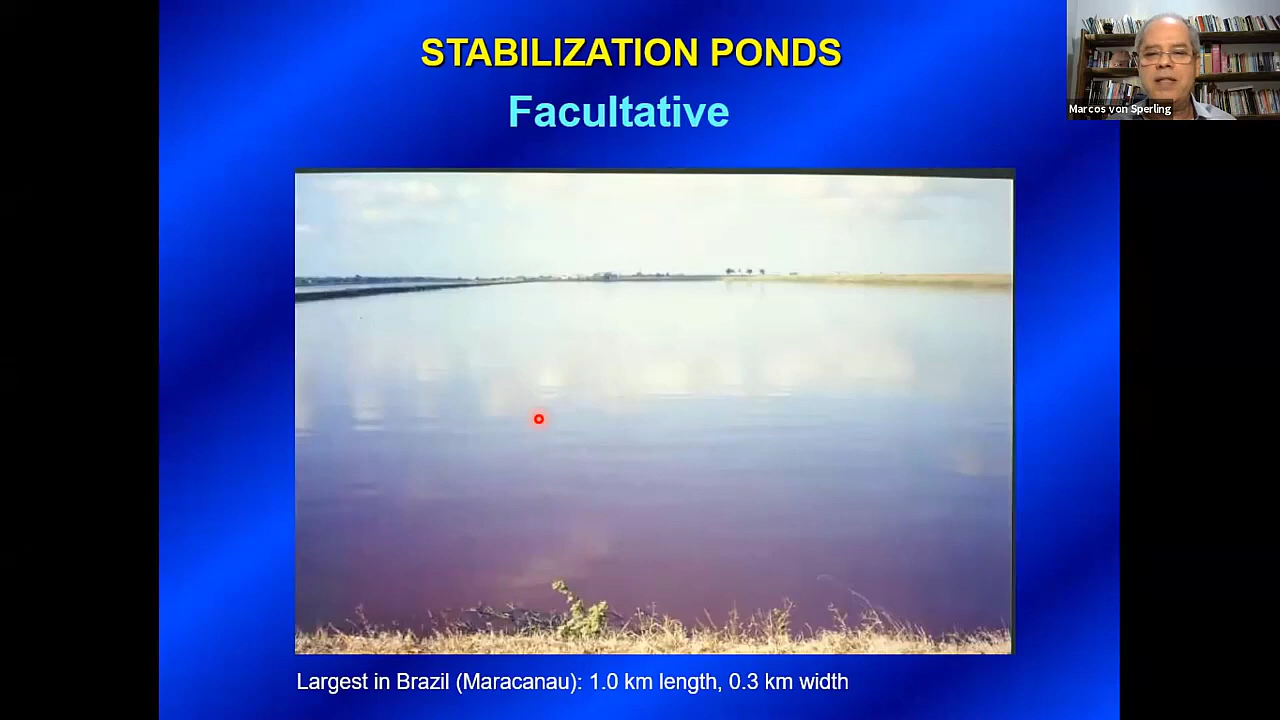 STABILIZATION PONDS
Facultative
Marcos von Sperling
Largest in Brazil (Maracanau): 1.0 km length, 0.3 km width